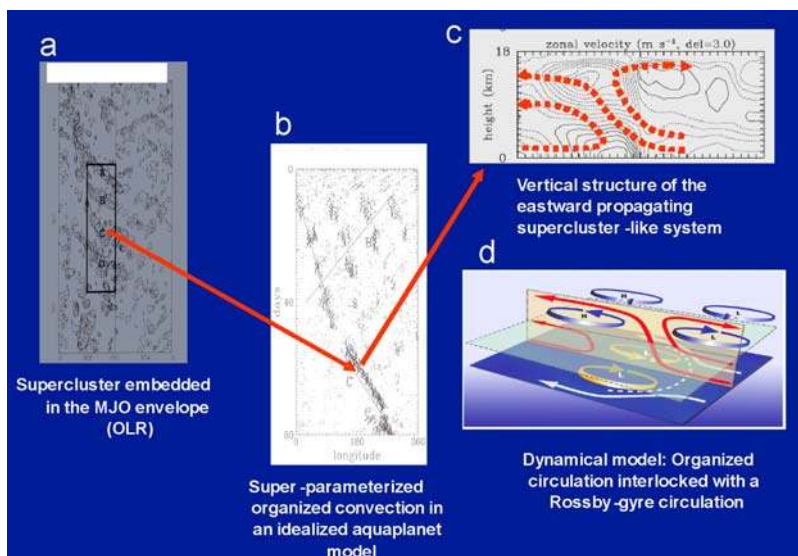 a
Supercluster embedded
in the MJO envelope
(OLR)
b
0
days
80
0
180
360
longitude
C
Super -parameterized
organized convection in
an idealized aquaplanet
model
c
zonal velocity (m s⁻¹, del=3.0)
18
height (km)
0
Vertical structure of the
eastward propagating
supercluster -like system
d
H
L
H
L
L
L
Dynamical model: Organized
circulation interlocked with a
Rossby -gyre circulation